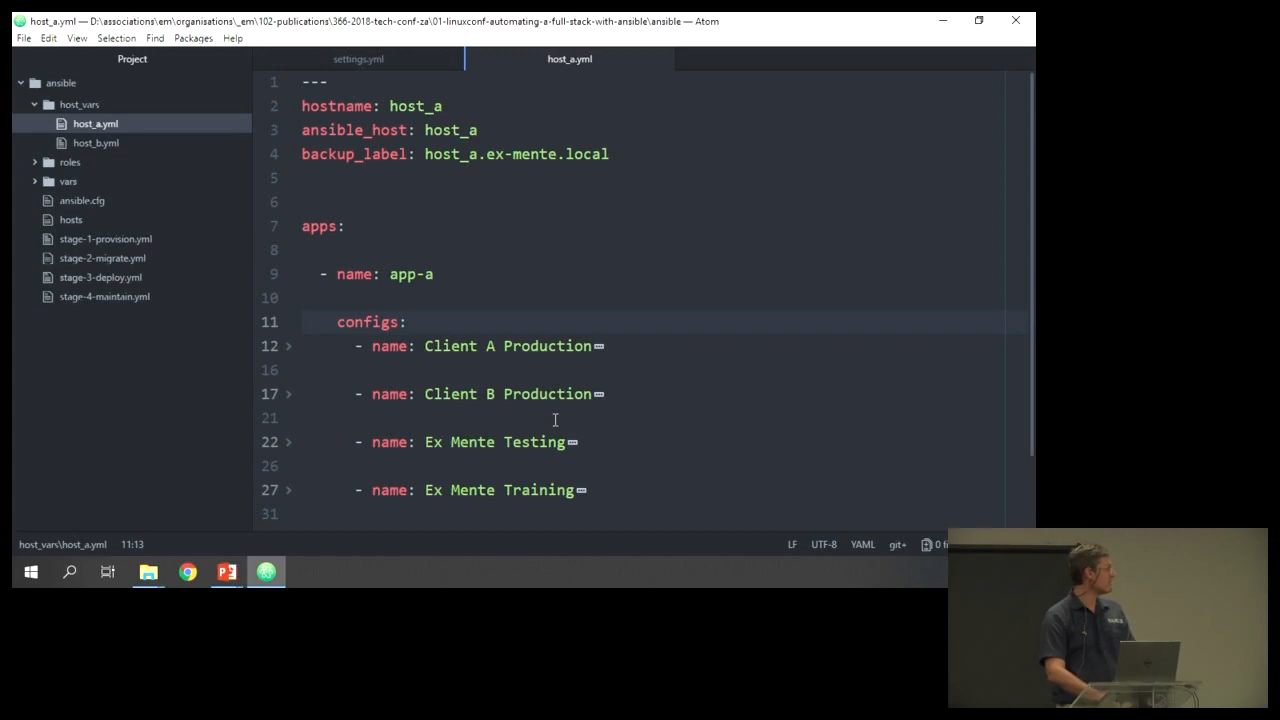 host_a.yml — D:\associations\em\organisations\_em\102-publications\366-2018-tech-conf-za\01-linuxconf-automating-a-full-stack-with-ansible\ansible — Atom
File Edit View Selection Find Packages Help
Project
settings.yml
host_a.yml
ansible
host_vars
host_a.yml
host_b.yml
roles
vars
ansible.cfg
hosts
stage-1-provision.yml
stage-2-migrate.yml
stage-3-deploy.yml
stage-4-maintain.yml
1 ---
2 hostname: host_a
3 ansible_host: host_a
4 backup_label: host_a.ex-mente.local
5
6
7 apps:
8
9 - name: app-a
10
11 configs:
12 - name: Client A Production
16
17 - name: Client B Production
21
22 - name: Ex Mente Testing
26
27 - name: Ex Mente Training
31
host_vars\host_a.yml 11:13 LF UTF-8 YAML git+ 0 fi